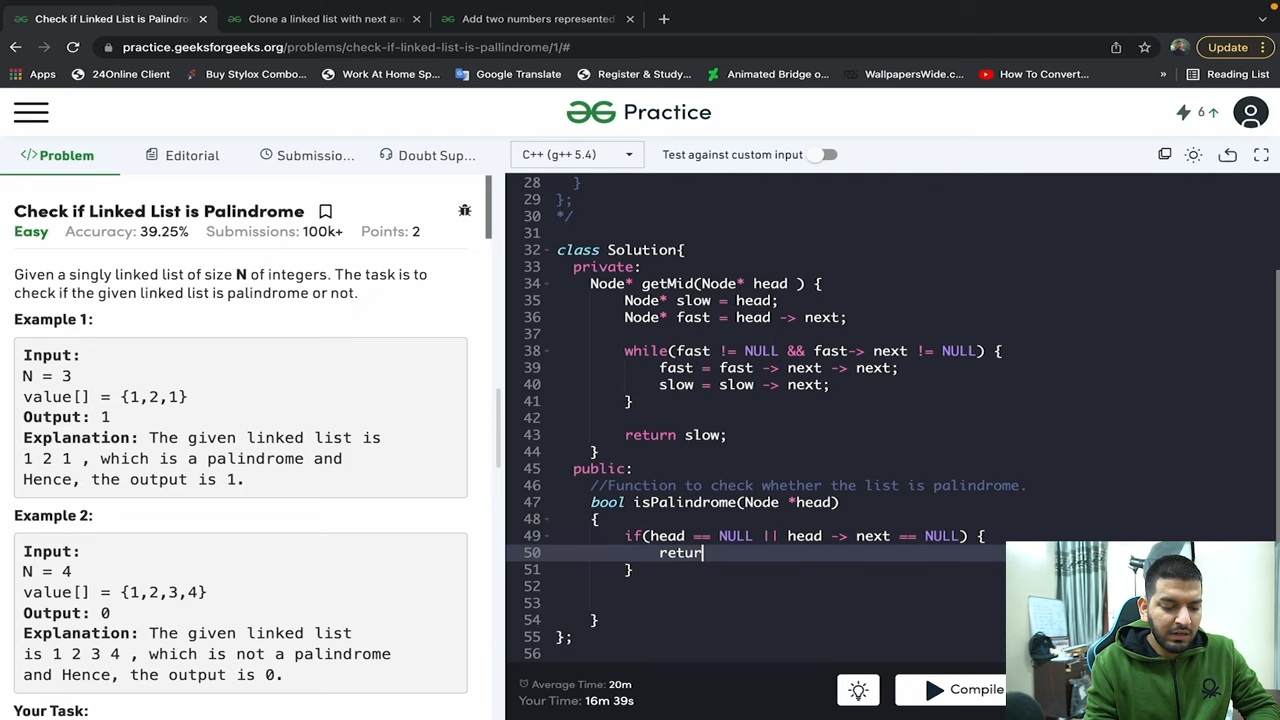 Check if Linked List is Palindro
Clone a linked list with next an
Add two numbers represented
practice.geeksforgeeks.org/problems/check-if-linked-list-is-pallindrome/1/#
Update
Apps
24Online Client
Buy Stylox Combo...
Work At Home Sp...
Google Translate
Register & Study...
Animated Bridge o...
WallpapersWide.c...
How To Convert...
»
Reading List
Practice
6
</>Problem
Editorial
Submissio...
Doubt Sup...
C++ (g++ 5.4)
Test against custom input
Check if Linked List is Palindrome
Easy Accuracy: 39.25% Submissions: 100k+ Points: 2
Given a singly linked list of size N of integers. The task is to
check if the given linked list is palindrome or not.
Example 1:
Input:
N = 3
value[] = {1,2,1}
Output: 1
Explanation: The given linked list is
1 2 1 , which is a palindrome and
Hence, the output is 1.
Example 2:
Input:
N = 4
value[] = {1,2,3,4}
Output: 0
Explanation: The given linked list
is 1 2 3 4 , which is not a palindrome
and Hence, the output is 0.
Your Task:
28 }
29 };
30 */
31
32 class Solution{
33 private:
34 Node* getMid(Node* head ) {
35 Node* slow = head;
36 Node* fast = head -> next;
37
38 while(fast != NULL && fast-> next != NULL) {
39 fast = fast -> next -> next;
40 slow = slow -> next;
41 }
42
43 return slow;
44 }
45 public:
46 //Function to check whether the list is palindrome.
47 bool isPalindrome(Node *head)
48 {
49 if(head == NULL || head -> next == NULL) {
50 retur
51 }
52
53
54 }
55 };
56
Average Time: 20m
Your Time: 16m 39s
Compile